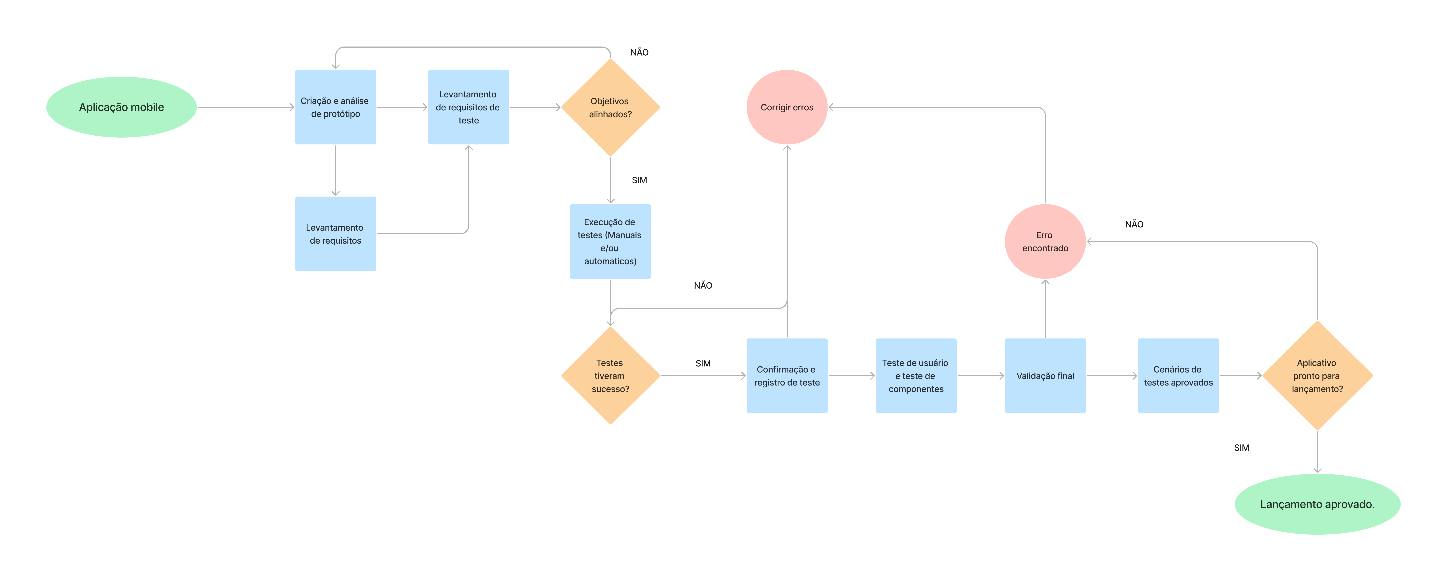 Aplicação mobile
Criação e análise
de protótipo
Levantamento
de requisitos
Levantamento
de requisitos de
teste
NÃO
Objetivos
alinhados?
SIM
Execução de
testes (Manuais
e/ou
automaticos)
NÃO
Testes
tiveram
sucesso?
SIM
Corrigir erros
Confirmação e
registro de teste
Teste de usuário
e teste de
componentes
Erro
encontrado
Validação final
NÃO
Cenários de
testes aprovados
Aplicativo
pronto para
lançamento?
SIM
Lançamento aprovado.